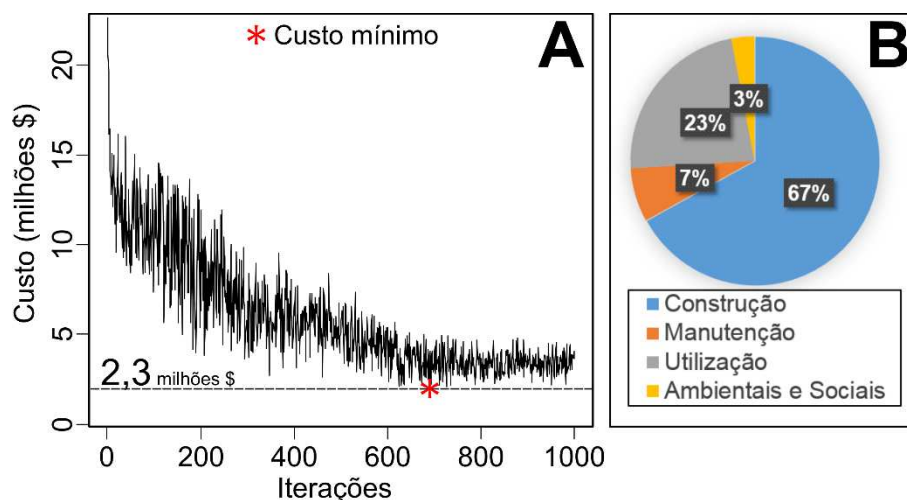 * Custo mínimo
A
20
15
10
5
0
Custo (milhões $)
2,3 milhões $
0 200 400 600 800 1000
Iterações
B
3%
23%
7%
67%
Construção
Manutenção
Utilização
Ambientais e Sociais